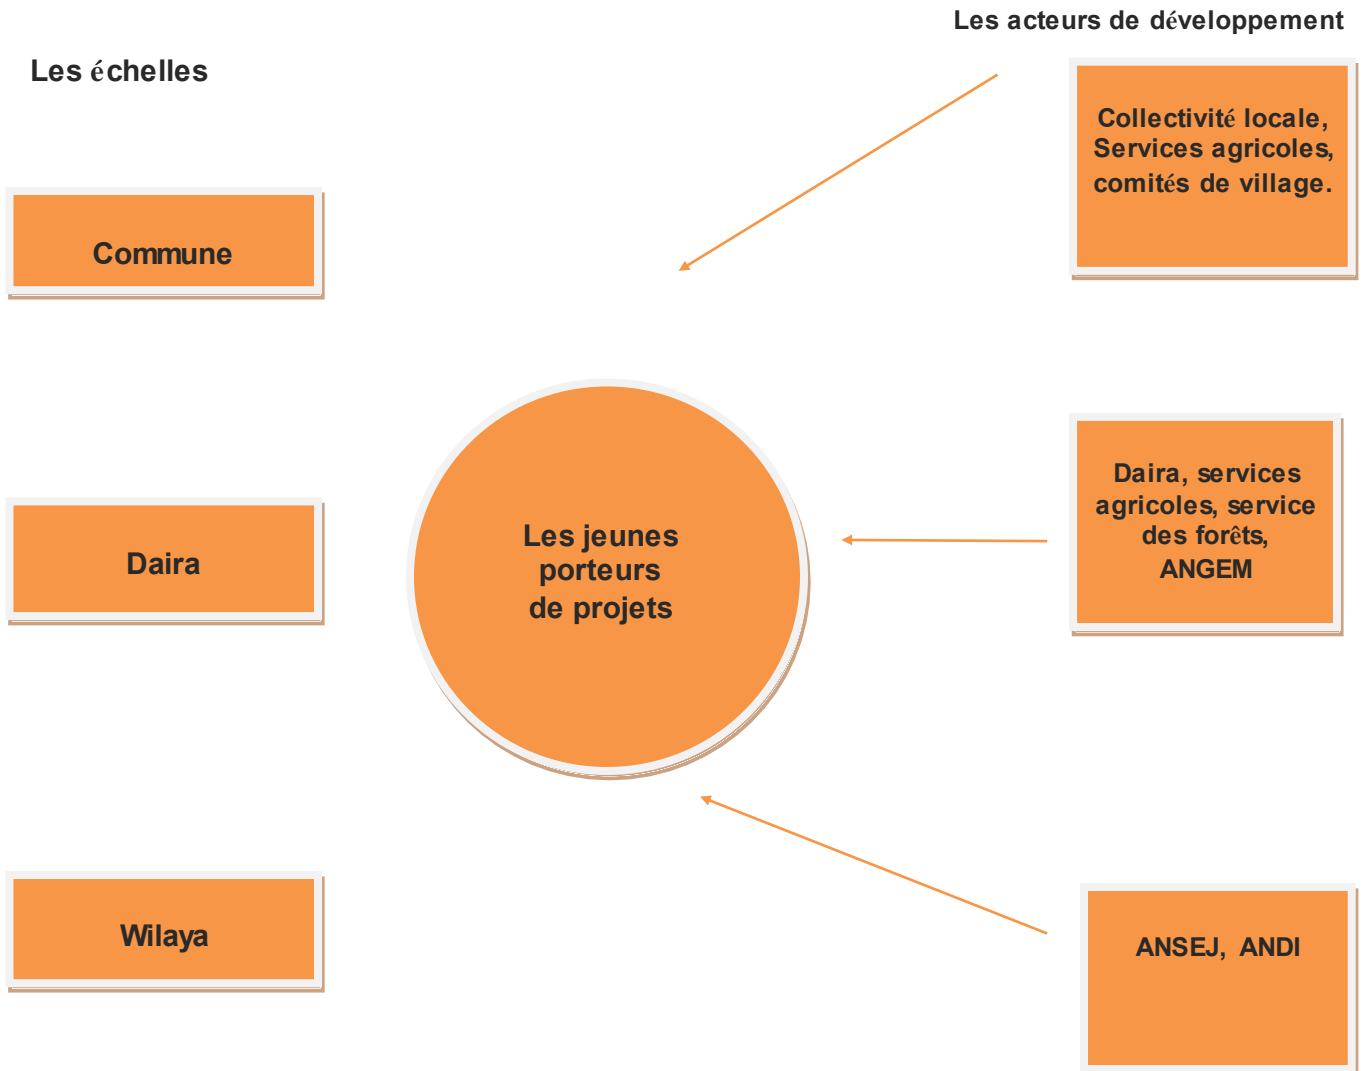 Les acteurs de développement
Les échelles
Collectivité locale,
Services agricoles,
comités de village.
Commune
Daira, services
agricoles, service
des forêts,
ANGEM
Les jeunes
porteurs
de projets
Daira
Wilaya
ANSEJ, ANDI